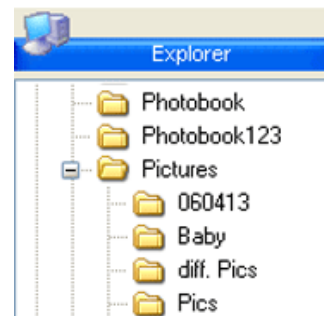 Explorer
Photobook
Photobook123
Pictures
060413
Baby
diff. Pics
Pics